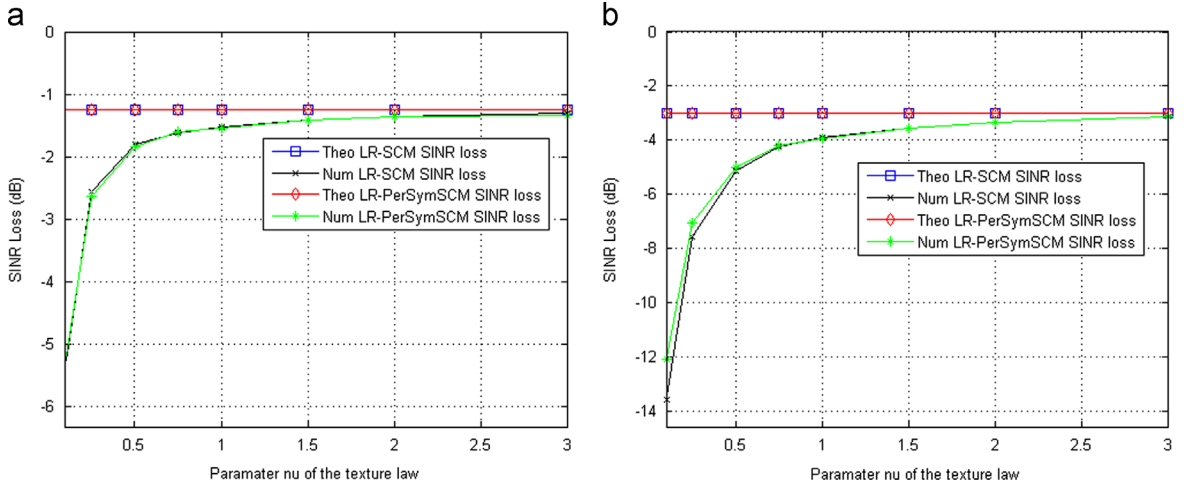 a
0
-1
-2
-3
-4
-5
-6
SINR Loss (dB)
0.5
1
1.5
2
2.5
3
Paramater nu of the texture law
Theo LR-SCM SINR loss
Num LR-SCM SINR loss
Theo LR-PerSymSCM SINR loss
Num LR-PerSymSCM SINR loss
b
0
-2
-4
-6
-8
-10
-12
-14
SINR Loss (dB)
0.5
1
1.5
2
2.5
3
Paramater nu of the texture law
Theo LR-SCM SINR loss
Num LR-SCM SINR loss
Theo LR-PerSymSCM SINR loss
Num LR-PerSymSCM SINR loss